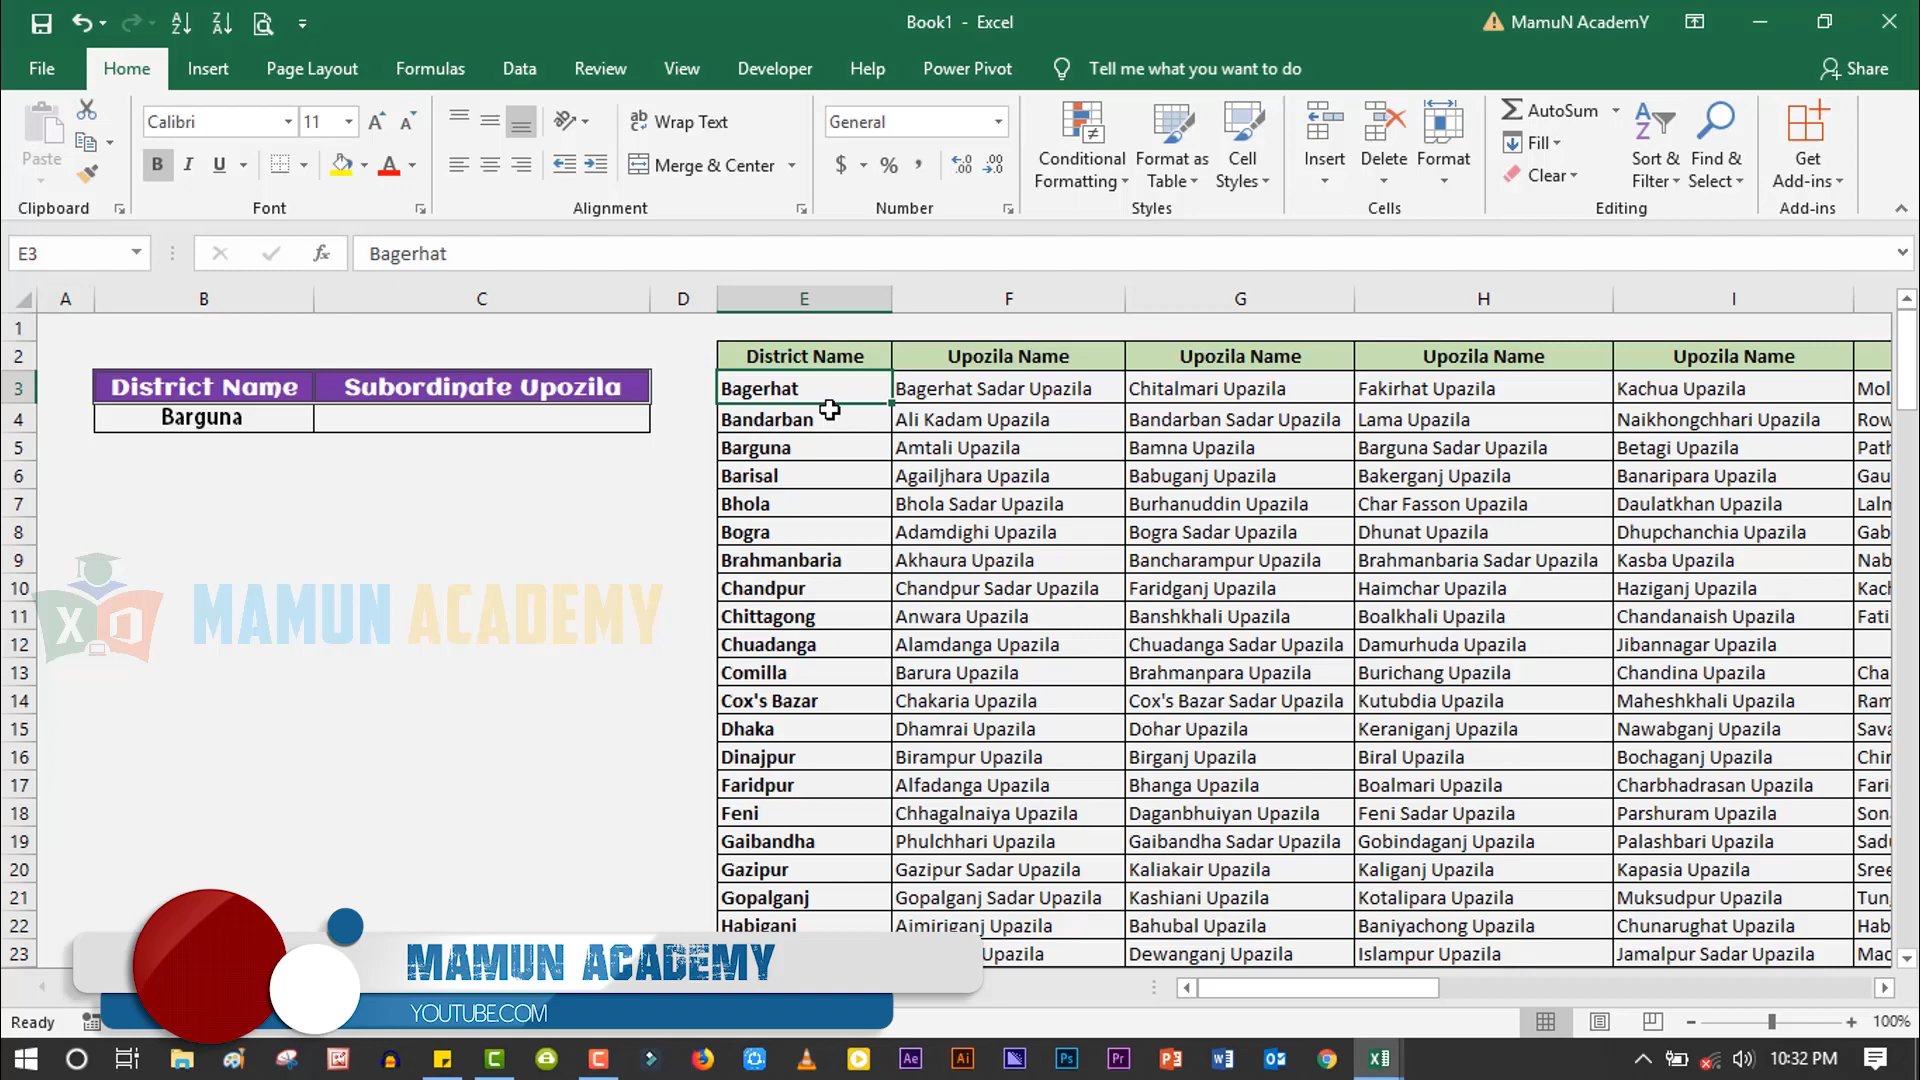 Book1 - Excel
MamuN AcademY
File Home Insert Page Layout Formulas Data Review View Developer Help Power Pivot Tell me what you want to do Share
Paste
Calibri 11
Wrap Text
General
AutoSum
Fill
Clear
B I U
Merge & Center
$ %
Conditional Formatting
Format as Table
Cell Styles
Insert
Delete
Format
Sort & Filter
Find & Select
Get Add-ins
Clipboard Font Alignment Number Styles Cells Editing Add-ins
E3 fx Bagerhat
A B C D E F G H I
1
2 District Name Upozila Name Upozila Name Upozila Name Upozila Name
3 District Name Subordinate Upozila Bagerhat Bagerhat Sadar Upazila Chitalmari Upazila Fakirhat Upazila Kachua Upazila Mol
4 Barguna Bandarban Ali Kadam Upazila Bandarban Sadar Upazila Lama Upazila Naikhongchhari Upazila Row
5 Barguna Amtali Upazila Bamna Upazila Barguna Sadar Upazila Betagi Upazila Path
6 Barisal Agailjhara Upazila Babuganj Upazila Bakerganj Upazila Banaripara Upazila Gau
7 Bhola Bhola Sadar Upazila Burhanuddin Upazila Char Fasson Upazila Daulatkhan Upazila Laln
8 Bogra Adamdighi Upazila Bogra Sadar Upazila Dhunat Upazila Dhupchanchia Upazila Gab
9 Brahmanbaria Akhaura Upazila Bancharampur Upazila Brahmanbaria Sadar Upazila Kasba Upazila Nab
10 Chandpur Chandpur Sadar Upazila Faridganj Upazila Haimchar Upazila Haziganj Upazila Kach
11 Chittagong Anwara Upazila Banshkhali Upazila Boalkhali Upazila Chandanaish Upazila Fati
12 Chuadanga Alamdanga Upazila Chuadanga Sadar Upazila Damurhuda Upazila Jibannagar Upazila
13 Comilla Barura Upazila Brahmanpara Upazila Burichang Upazila Chandina Upazila Cha
14 Cox's Bazar Chakaria Upazila Cox's Bazar Sadar Upazila Kutubdia Upazila Maheshkhali Upazila Ram
15 Dhaka Dhamrai Upazila Dohar Upazila Keraniganj Upazila Nawabganj Upazila Sava
16 Dinajpur Birampur Upazila Birganj Upazila Biral Upazila Bochaganj Upazila Chir
17 Faridpur Alfadanga Upazila Bhanga Upazila Boalmari Upazila Charbhadrasan Upazila Fari
18 Feni Chhagalnaiya Upazila Daganbhuiyan Upazila Feni Sadar Upazila Parshuram Upazila Son
19 Gaibandha Phulchhari Upazila Gaibandha Sadar Upazila Gobindaganj Upazila Palashbari Upazila Sadu
20 Gazipur Gazipur Sadar Upazila Kaliakair Upazila Kaliganj Upazila Kapasia Upazila Sree
21 Gopalganj Gopalganj Sadar Upazila Kashiani Upazila Kotalipara Upazila Muksudpur Upazila Tung
22 Habiganj Ajmiriganj Upazila Bahubal Upazila Baniyachong Upazila Chunarughat Upazila Hab
23 Upazila Dewanganj Upazila Islampur Upazila Jamalpur Sadar Upazila Mad
MAMUN ACADEMY
MAMUN ACADEMY
YOUTUBE.COM
Ready 100%
10:32 PM